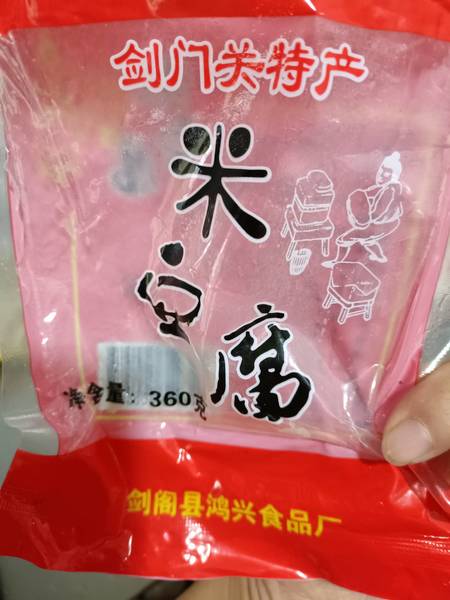 剑门关特产
米豆腐
净含量：360克
剑阁县鸿兴食品厂